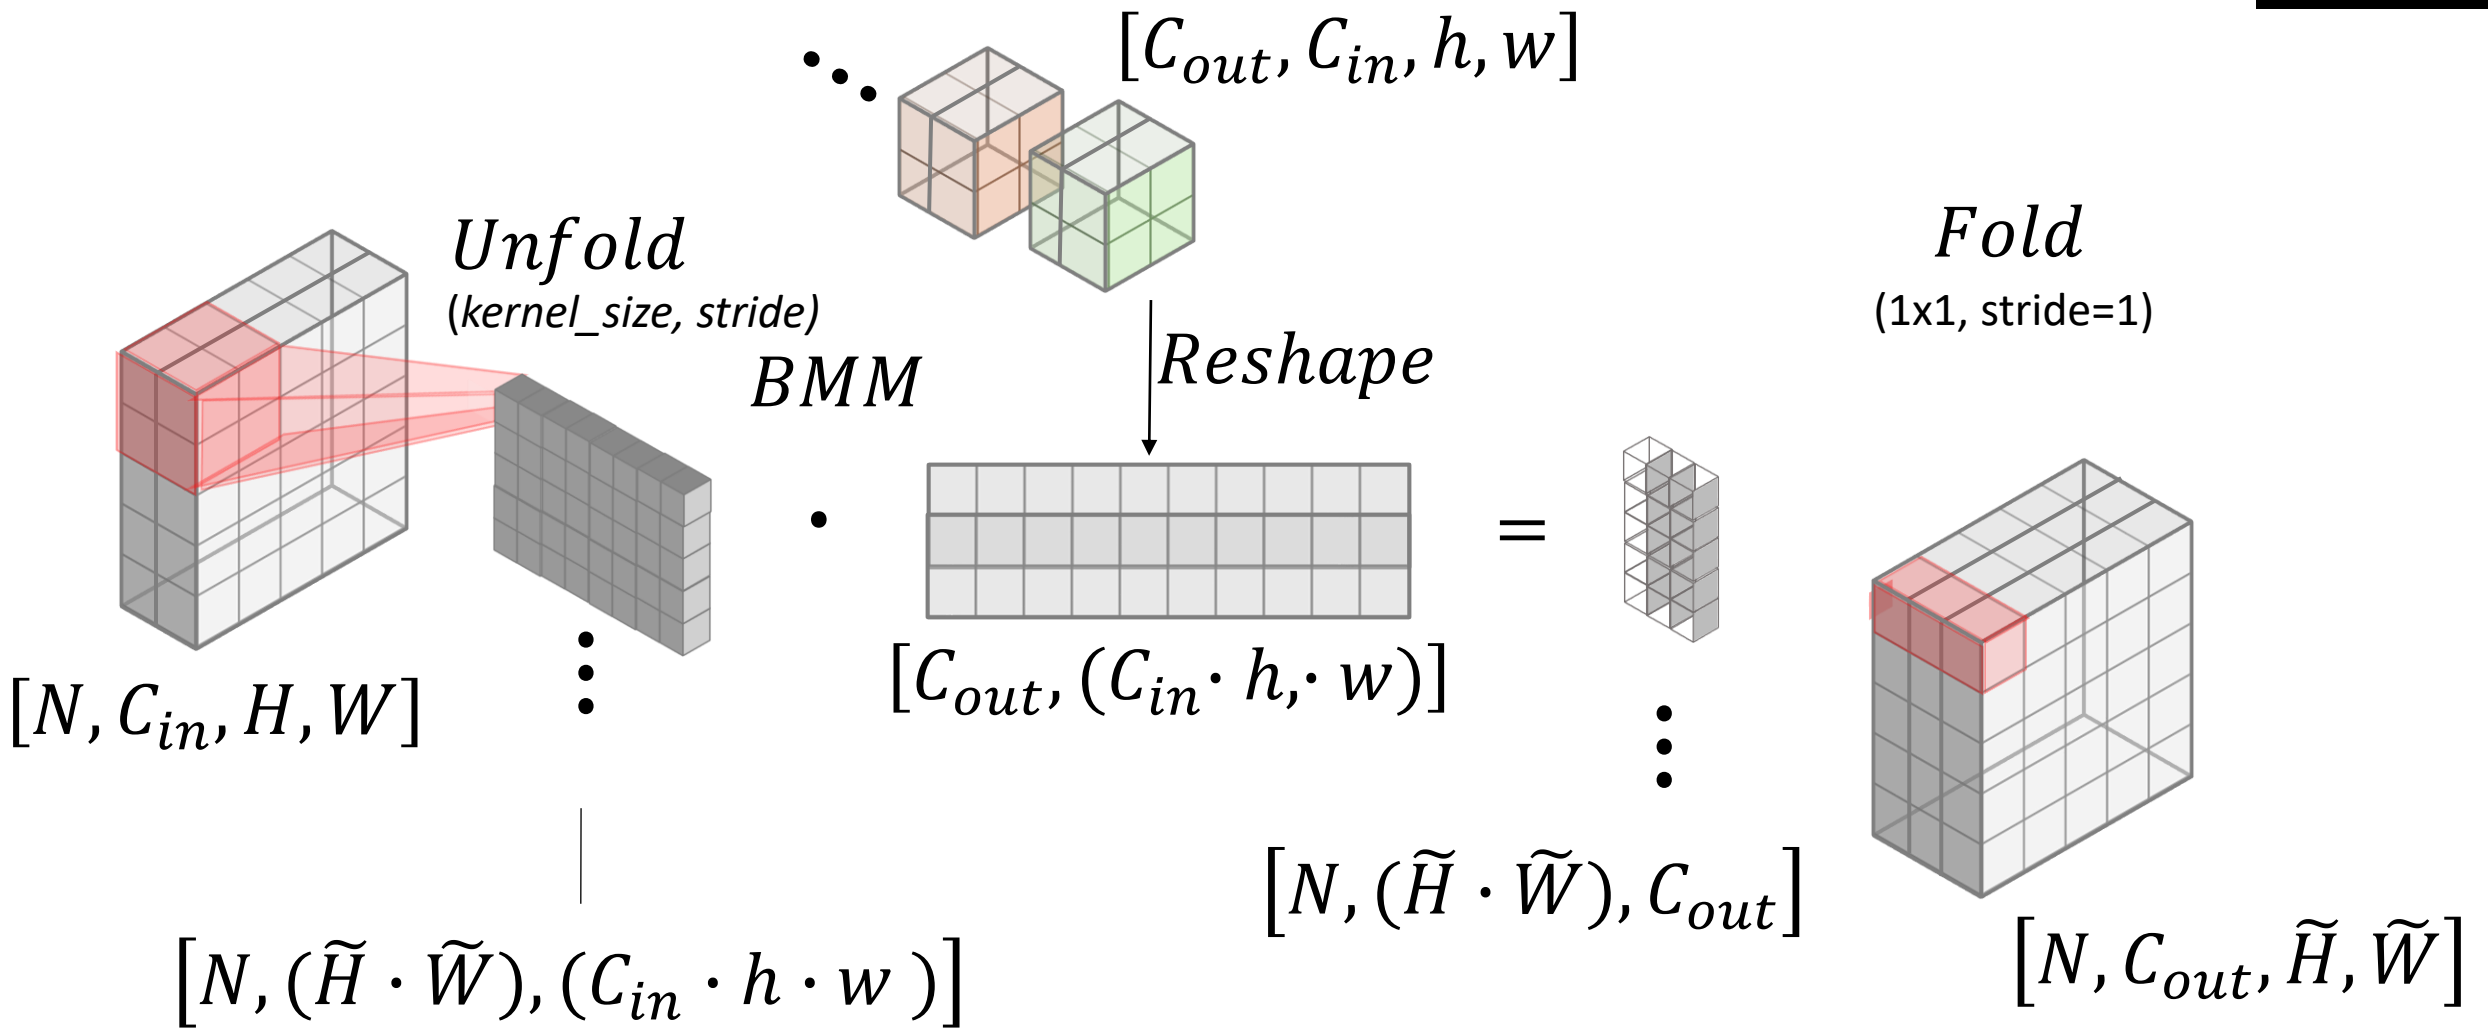 [C_out, C_in, h, w]
Unfold
(kernel_size, stride)
BMM
Reshape
Fold
(1x1, stride=1)
·
=
[N, C_in, H, W]
[C_out, (C_in · h, · w)]
[N, (H̃ · W̃), C_out]
[N, (H̃ · W̃), (C_in · h · w )]
[N, C_out, H̃, W̃]